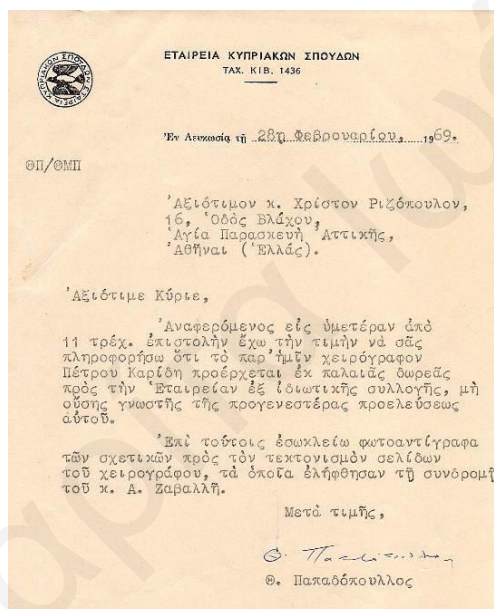 ΕΤΑΙΡΕΙΑ ΚΥΠΡΙΑΚΩΝ ΣΠΟΥΔΩΝ
ΕΤΑΙΡΕΙΑ ΚΥΠΡΙΑΚΩΝ ΣΠΟΥΔΩΝ
ΤΑΧ. ΚΙΒ. 1436
Ἐν Λευκωσίᾳ τῇ 28η Φεβρουαρίου, 1969.
ΘΠ/ΘΜΠ
Ἀξιότιμον κ. Χρίστον Ριζόπουλον,
16, Ὁδὸς Βλάχου,
Ἁγία Παρασκευὴ Ἀττικῆς,
Ἀθῆναι (Ἑλλάς).
Ἀξιότιμε Κύριε,
Ἀναφερόμενος εἰς ὑμετέραν ἀπὸ
11 τρέχ. ἐπιστολὴν ἔχω τὴν τιμὴν νὰ σᾶς
πληροφορήσω ὅτι τὸ παρ'ἡμῖν χειρόγραφον
Πέτρου Καρίδη προέρχεται ἐκ παλαιᾶς δωρεᾶς
πρὸς τὴν Ἑταιρείαν ἐξ ἰδιωτικῆς συλλογῆς, μὴ
οὔσης γνωστῆς τῆς προγενεστέρας προελεύσεως
αὐτοῦ.
Ἐπὶ τούτοις ἐσωκλείω φωτοαντίγραφα
τῶν σχετικῶν πρὸς τὸν τεκτονισμὸν σελίδων
τοῦ χειρογράφου, τὰ ὁποῖα ἐλήφθησαν τῇ συνδρομῇ
τοῦ κ. Α. Ζαβαλλῆ.
Μετὰ τιμῆς,
Θ. Παπαδόπουλλος